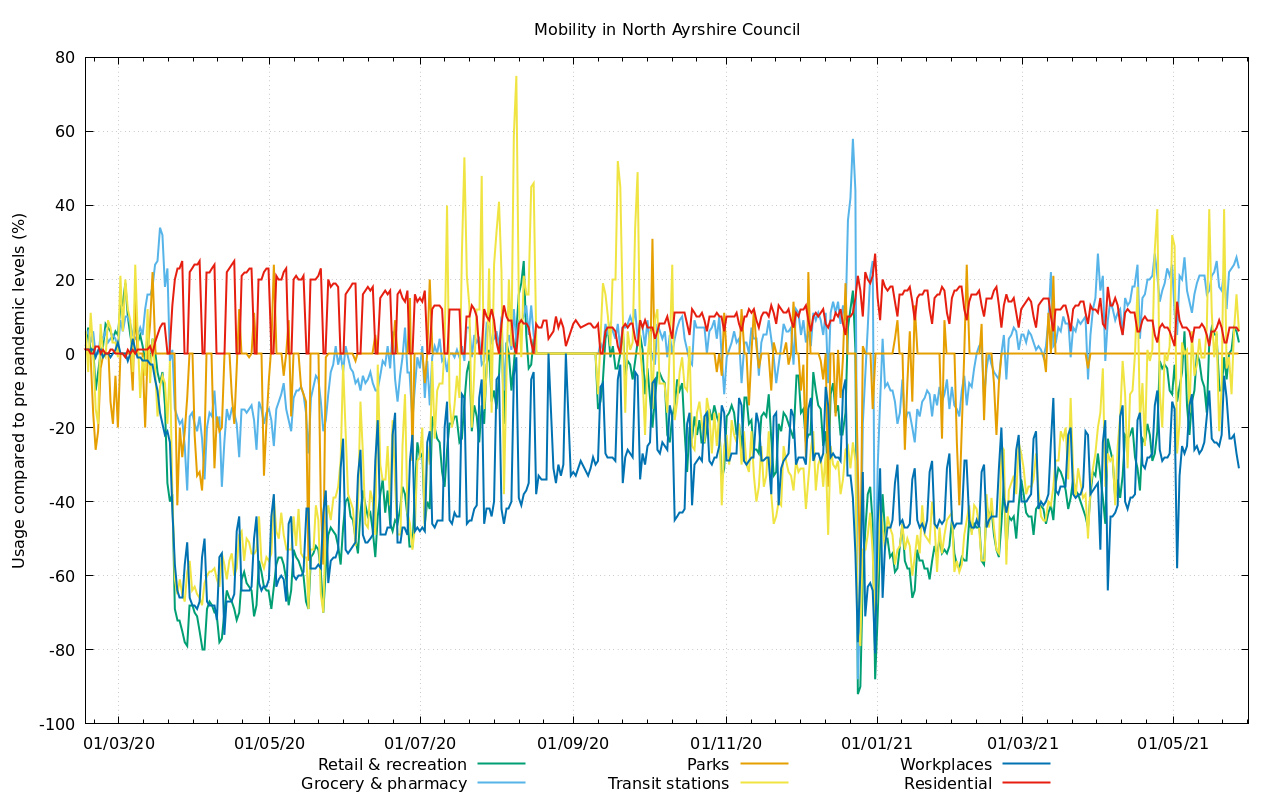 Mobility in North Ayrshire Council
Usage compared to pre pandemic levels (%)
80
60
40
20
0
-20
-40
-60
-80
-100
01/03/20 01/05/20 01/07/20 01/09/20 01/11/20 01/01/21 01/03/21 01/05/21
Retail & recreation Parks Workplaces
Grocery & pharmacy Transit stations Residential